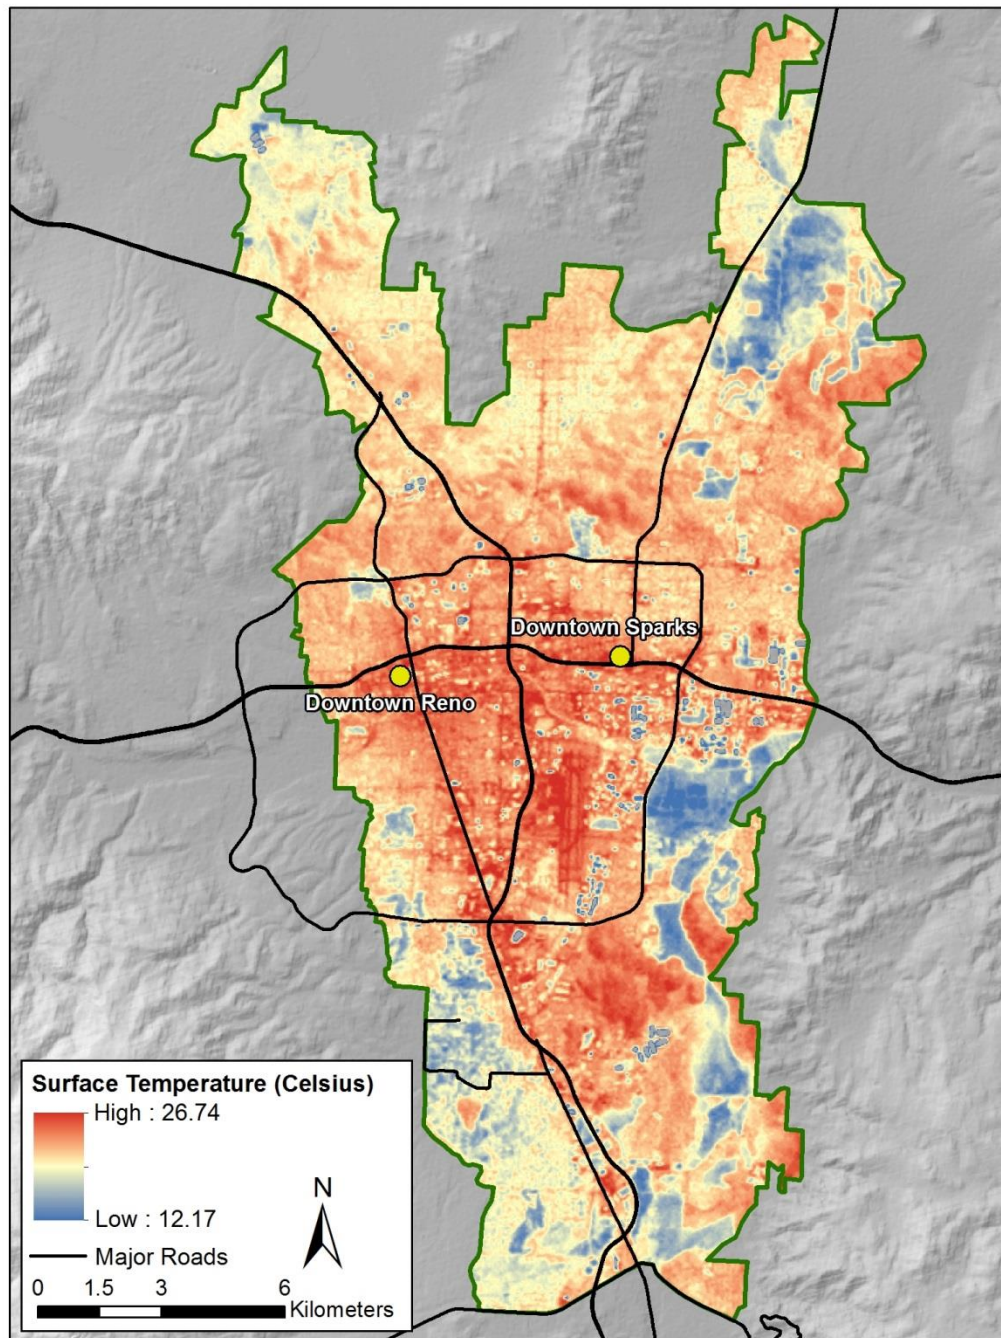 Downtown Sparks
Downtown Reno
Surface Temperature (Celsius)
High : 26.74
Low : 12.17
Major Roads
N
0 1.5 3 6
Kilometers